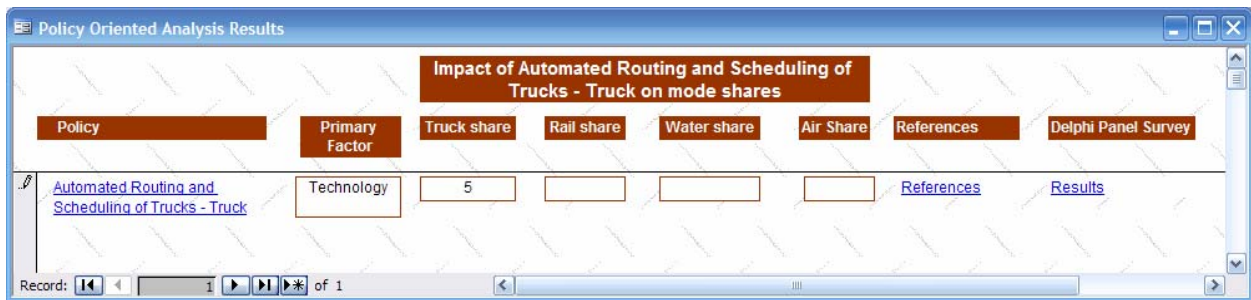 Policy Oriented Analysis Results
Impact of Automated Routing and Scheduling of
Trucks - Truck on mode shares
Policy Primary Factor Truck share Rail share Water share Air Share References Delphi Panel Survey
Automated Routing and Technology 5 References Results
Scheduling of Trucks - Truck
Record: 1 of 1